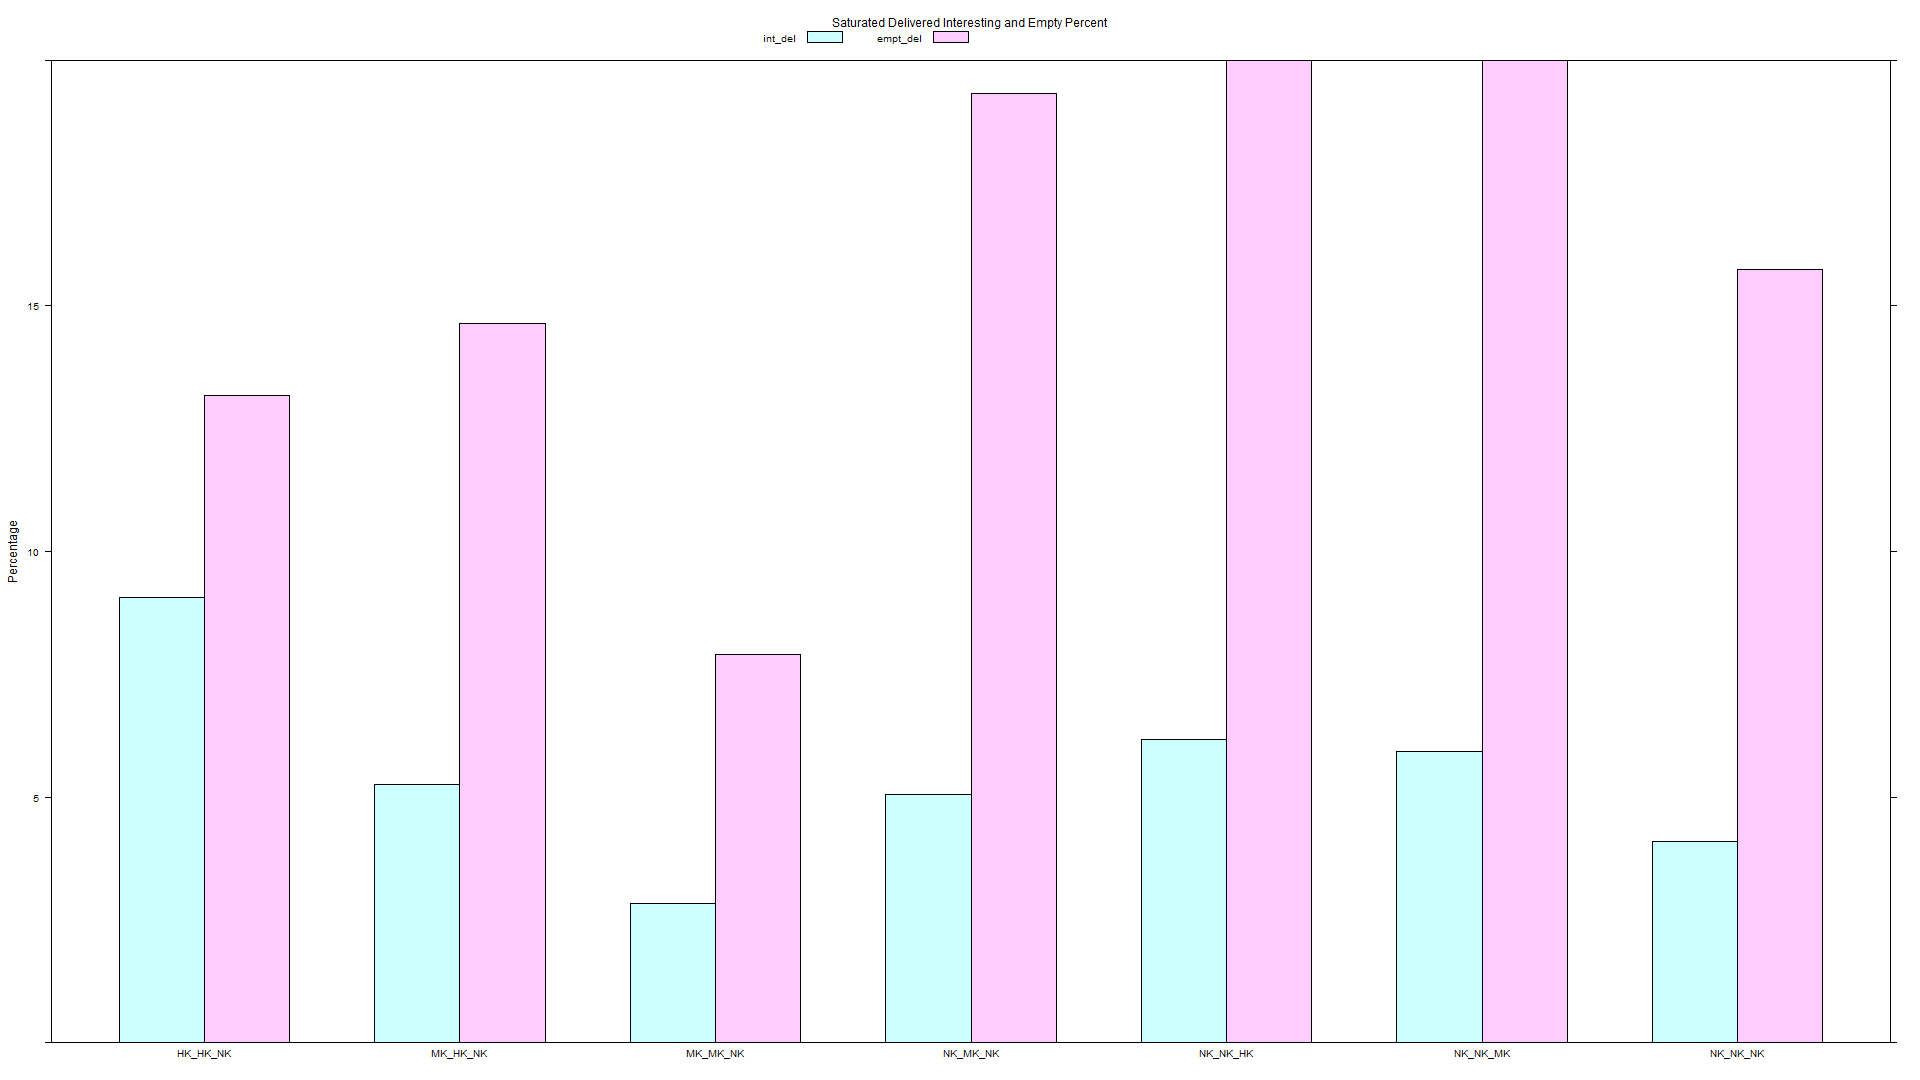 Saturated Delivered Interesting and Empty Percent
int_del empt_del
Percentage
15
10
5
HK_HK_NK MK_HK_NK MK_MK_NK NK_MK_NK NK_NK_HK NK_NK_MK NK_NK_NK